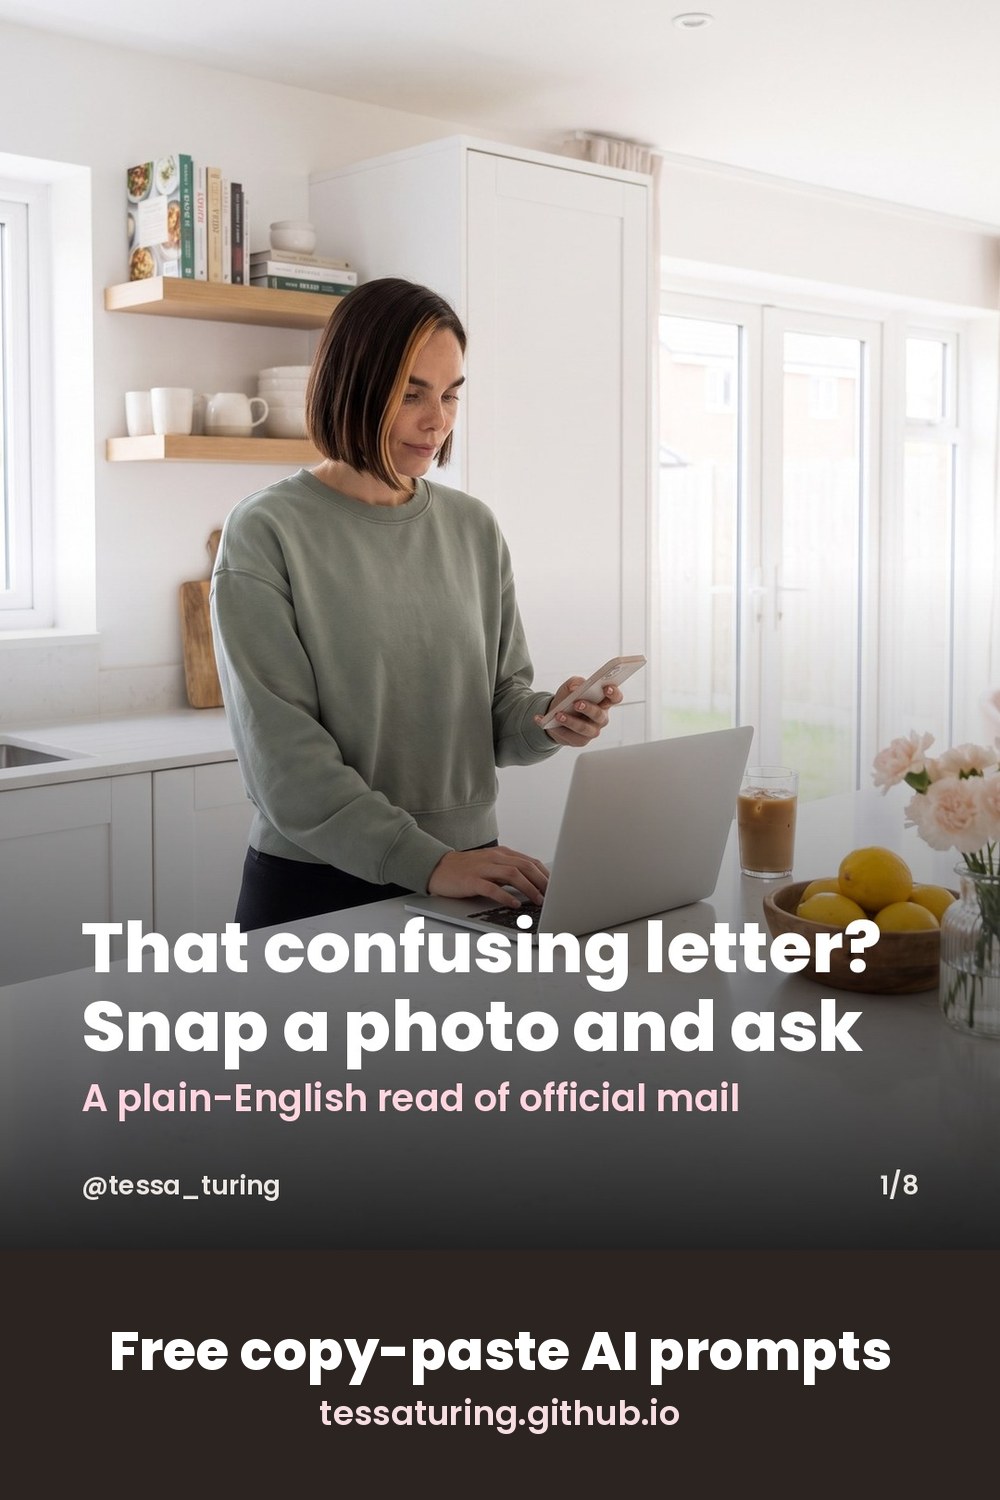 That confusing letter?
Snap a photo and ask
A plain-English read of official mail
@tessa_turing
1/8
Free copy-paste AI prompts
tessaturing.github.io